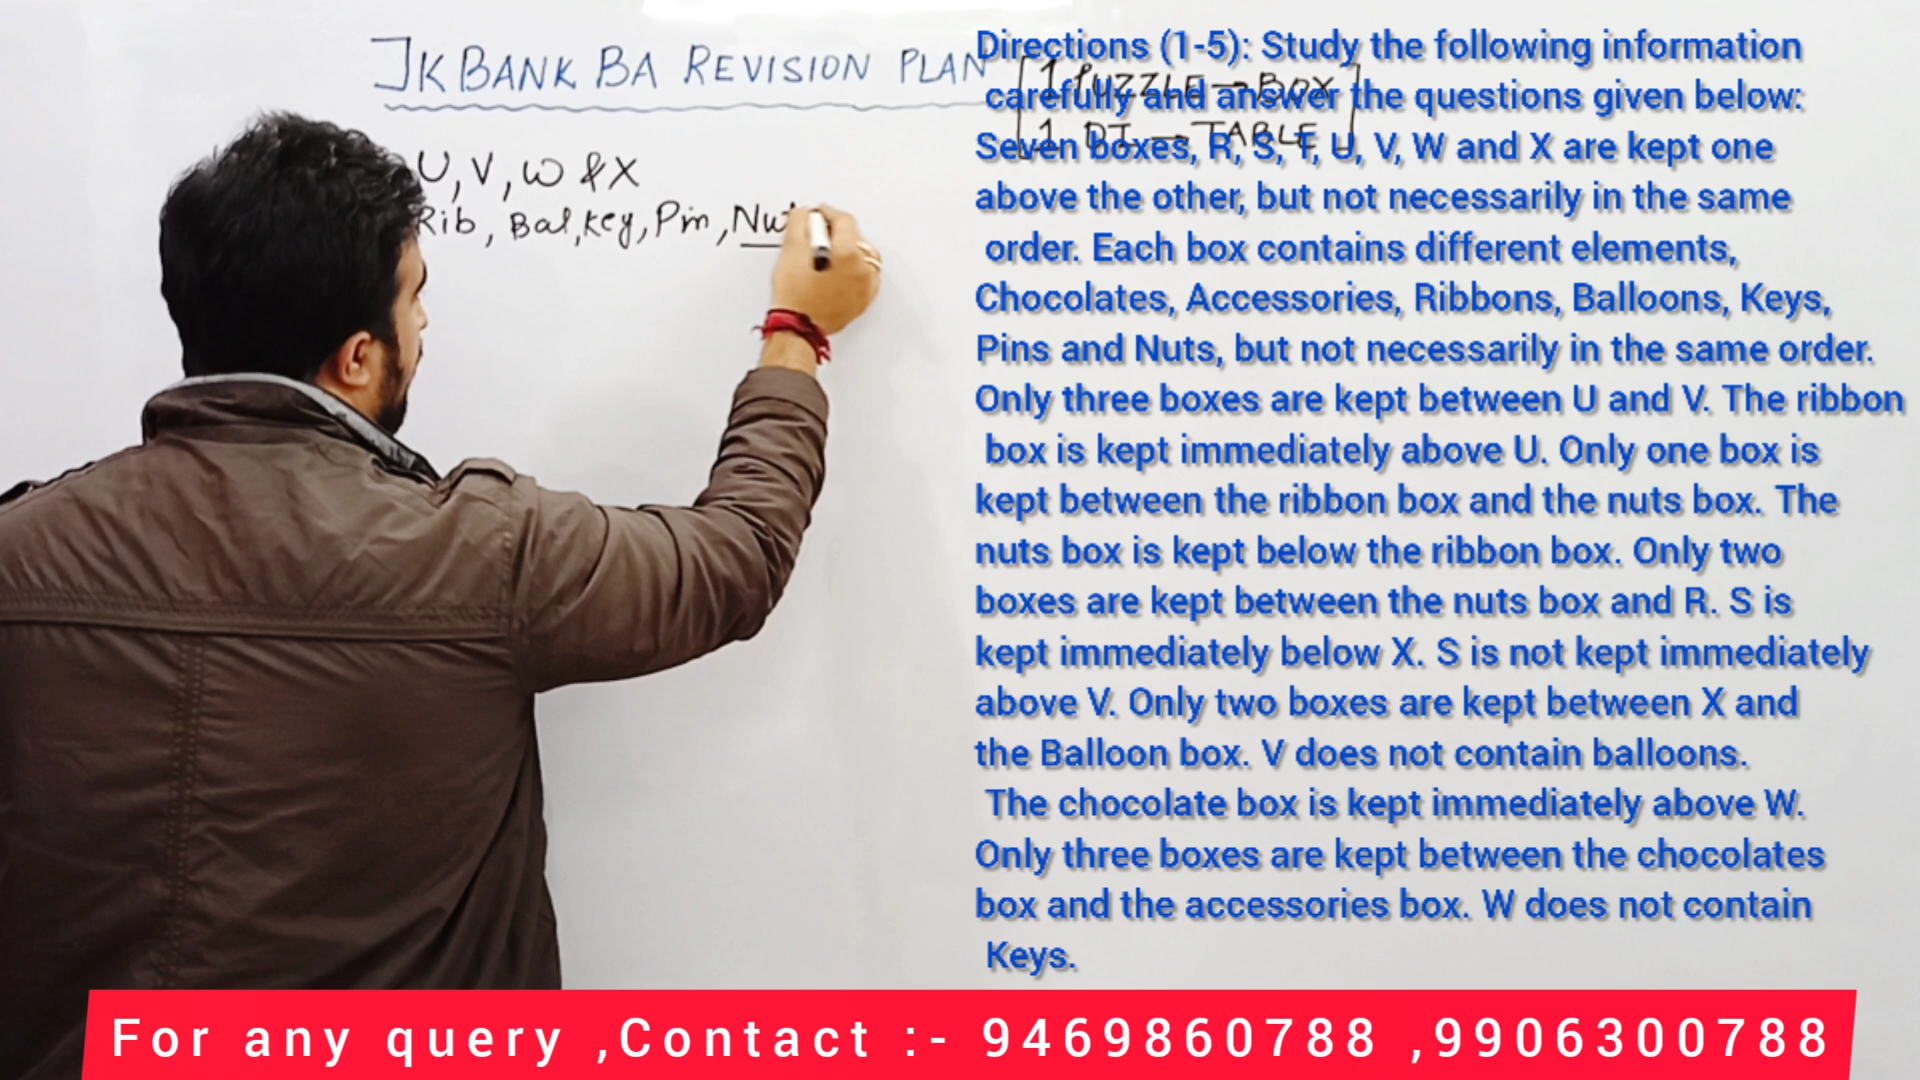 JK BANK BA REVISION PLAN
1 PUZZLE → BOX
1 DI → TABLE
U, V, W & X
Rib, Bal, Key, Pin, Nut
Directions (1-5): Study the following information
carefully and answer the questions given below:
Seven boxes, R, S, T, U, V, W and X are kept one
above the other, but not necessarily in the same
order. Each box contains different elements,
Chocolates, Accessories, Ribbons, Balloons, Keys,
Pins and Nuts, but not necessarily in the same order.
Only three boxes are kept between U and V. The ribbon
box is kept immediately above U. Only one box is
kept between the ribbon box and the nuts box. The
nuts box is kept below the ribbon box. Only two
boxes are kept between the nuts box and R. S is
kept immediately below X. S is not kept immediately
above V. Only two boxes are kept between X and
the Balloon box. V does not contain balloons.
The chocolate box is kept immediately above W.
Only three boxes are kept between the chocolates
box and the accessories box. W does not contain
Keys.
For any query ,Contact :- 9469860788 ,9906300788